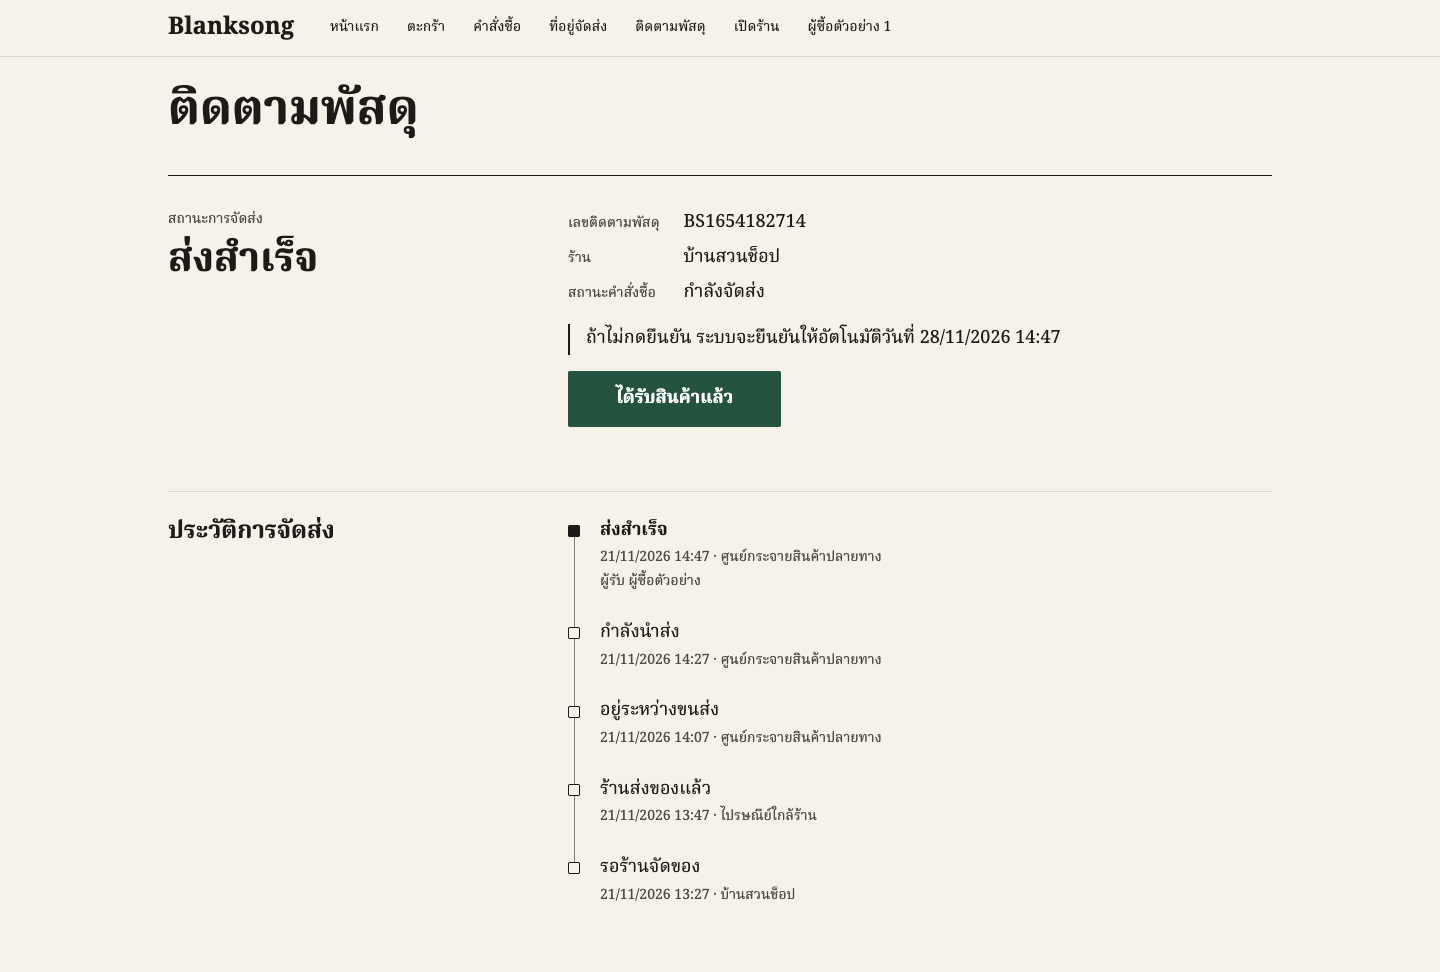 Blanksong
หน้าแรก
ตะกร้า
คำสั่งซื้อ
ที่อยู่จัดส่ง
ติดตามพัสดุ
เปิดร้าน
ผู้ซื้อตัวอย่าง 1
ติดตามพัสดุ
สถานะการจัดส่ง
ส่งสำเร็จ
เลขติดตามพัสดุ BS1654182714
ร้าน บ้านสวนช็อป
สถานะคำสั่งซื้อ กำลังจัดส่ง
ถ้าไม่กดยืนยัน ระบบจะยืนยันให้อัตโนมัติวันที่ 28/11/2026 14:47
ได้รับสินค้าแล้ว
ประวัติการจัดส่ง
ส่งสำเร็จ
21/11/2026 14:47 · ศูนย์กระจายสินค้าปลายทาง
ผู้รับ ผู้ซื้อตัวอย่าง
กำลังนำส่ง
21/11/2026 14:27 · ศูนย์กระจายสินค้าปลายทาง
อยู่ระหว่างขนส่ง
21/11/2026 14:07 · ศูนย์กระจายสินค้าปลายทาง
ร้านส่งของแล้ว
21/11/2026 13:47 · ไปรษณีย์ใกล้ร้าน
รอร้านจัดของ
21/11/2026 13:27 · บ้านสวนช็อป